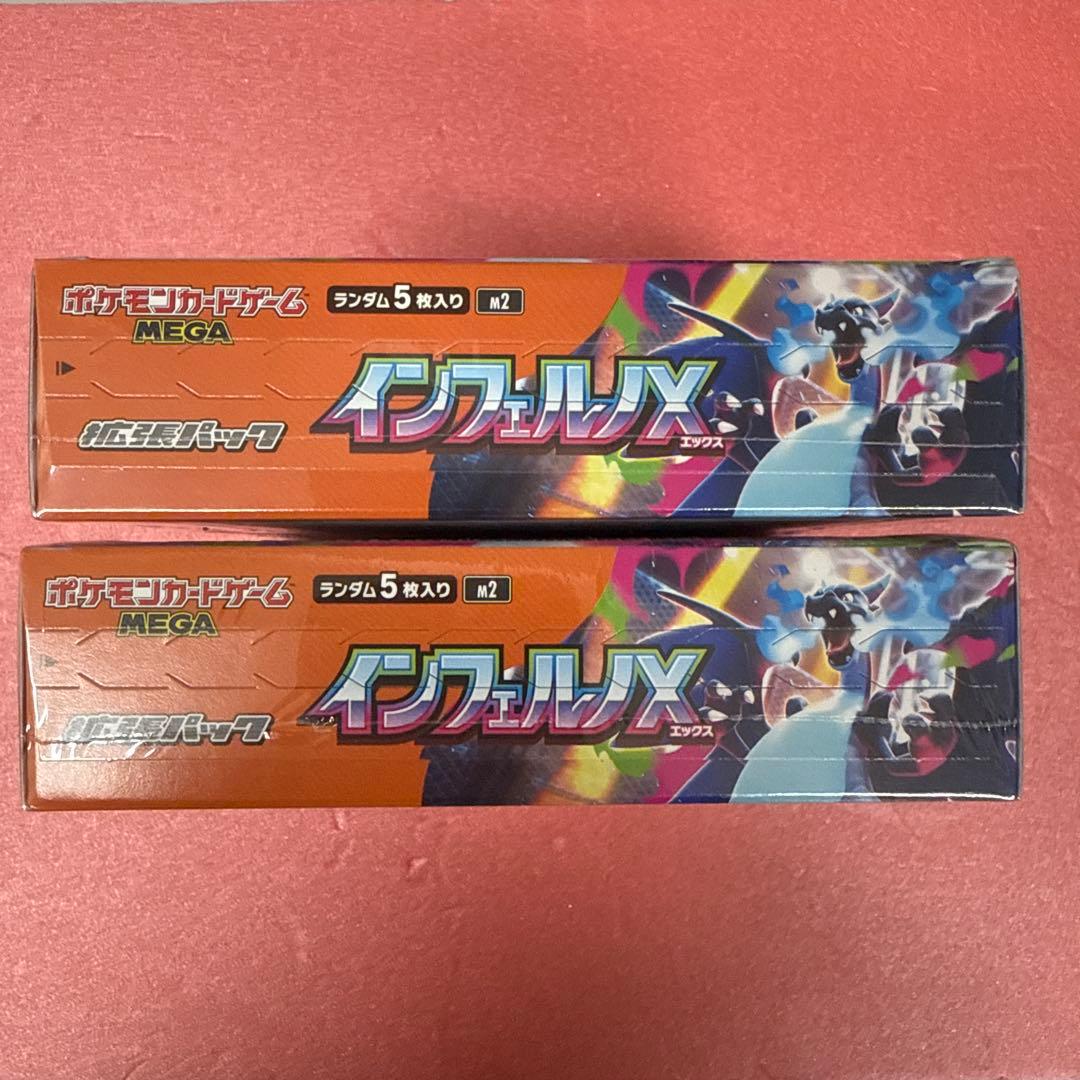 ポケモンカードゲーム
MEGA
ランダム5枚入り
M2
拡張パック
インフェルノX
エックス
ポケモンカードゲーム
MEGA
ランダム5枚入り
M2
拡張パック
インフェルノX
エックス